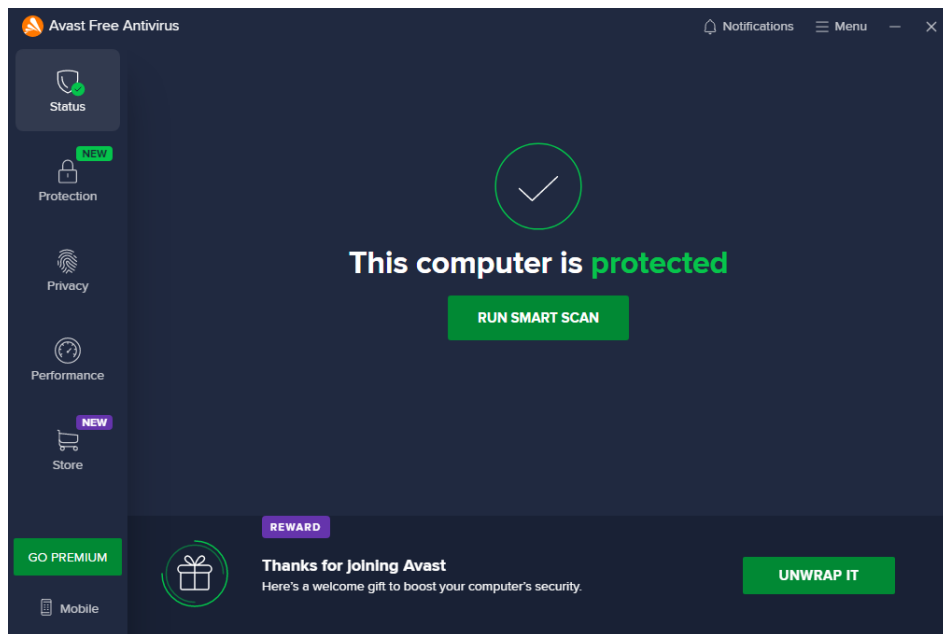 Avast Free Antivirus
Notifications
Menu
Status
NEW
Protection
Privacy
Performance
NEW
Store
GO PREMIUM
Mobile
This computer is protected
RUN SMART SCAN
REWARD
Thanks for joining Avast
Here's a welcome gift to boost your computer's security.
UNWRAP IT